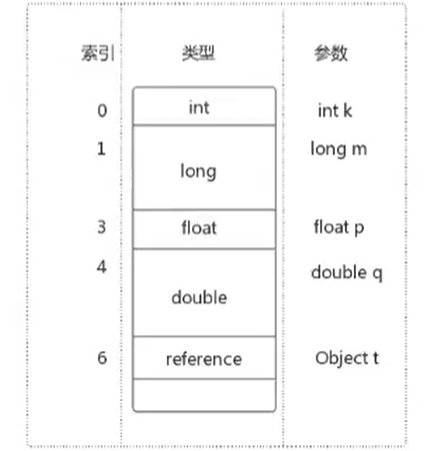 索引 类型 参数
0 int int k
1 long long m
3 float float p
4 double double q
6 reference Object t